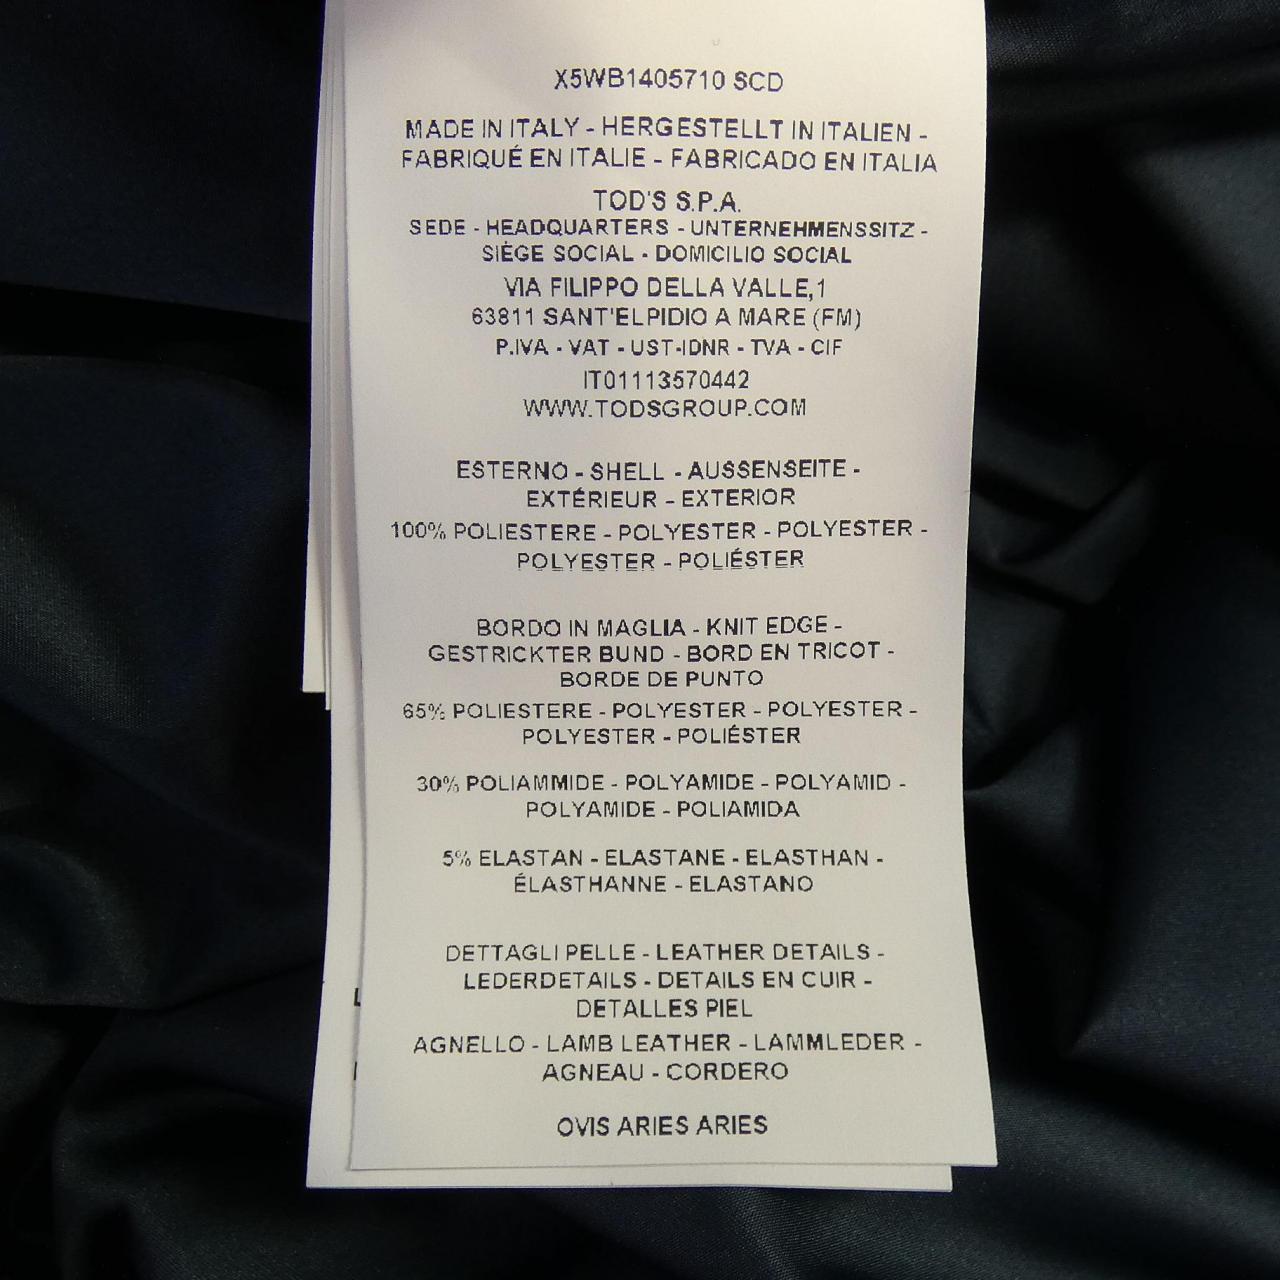 X5WB1405710 SCD
MADE IN ITALY - HERGESTELLT IN ITALIEN -
FABRIQUÉ EN ITALIE - FABRICADO EN ITALIA
TOD'S S.P.A.
SEDE - HEADQUARTERS - UNTERNEHMENSSITZ -
SIÈGE SOCIAL - DOMICILIO SOCIAL
VIA FILIPPO DELLA VALLE,1
63811 SANT'ELPIDIO A MARE (FM)
P.IVA - VAT - UST-IDNR - TVA - CIF
IT01113570442
WWW.TODSGROUP.COM
ESTERNO - SHELL - AUSSENSEITE -
EXTÉRIEUR - EXTERIOR
100% POLIESTERE - POLYESTER - POLYESTER -
POLYESTER - POLIÉSTER
BORDO IN MAGLIA - KNIT EDGE -
GESTRICKTER BUND - BORD EN TRICOT -
BORDE DE PUNTO
65% POLIESTERE - POLYESTER - POLYESTER -
POLYESTER - POLIÉSTER
30% POLIAMMIDE - POLYAMIDE - POLYAMID -
POLYAMIDE - POLIAMIDA
5% ELASTAN - ELASTANE - ELASTHAN -
ÉLASTHANNE - ELASTANO
DETTAGLI PELLE - LEATHER DETAILS -
LEDERDETAILS - DETAILS EN CUIR -
DETALLES PIEL
AGNELLO - LAMB LEATHER - LAMMLEDER -
AGNEAU - CORDERO
OVIS ARIES ARIES